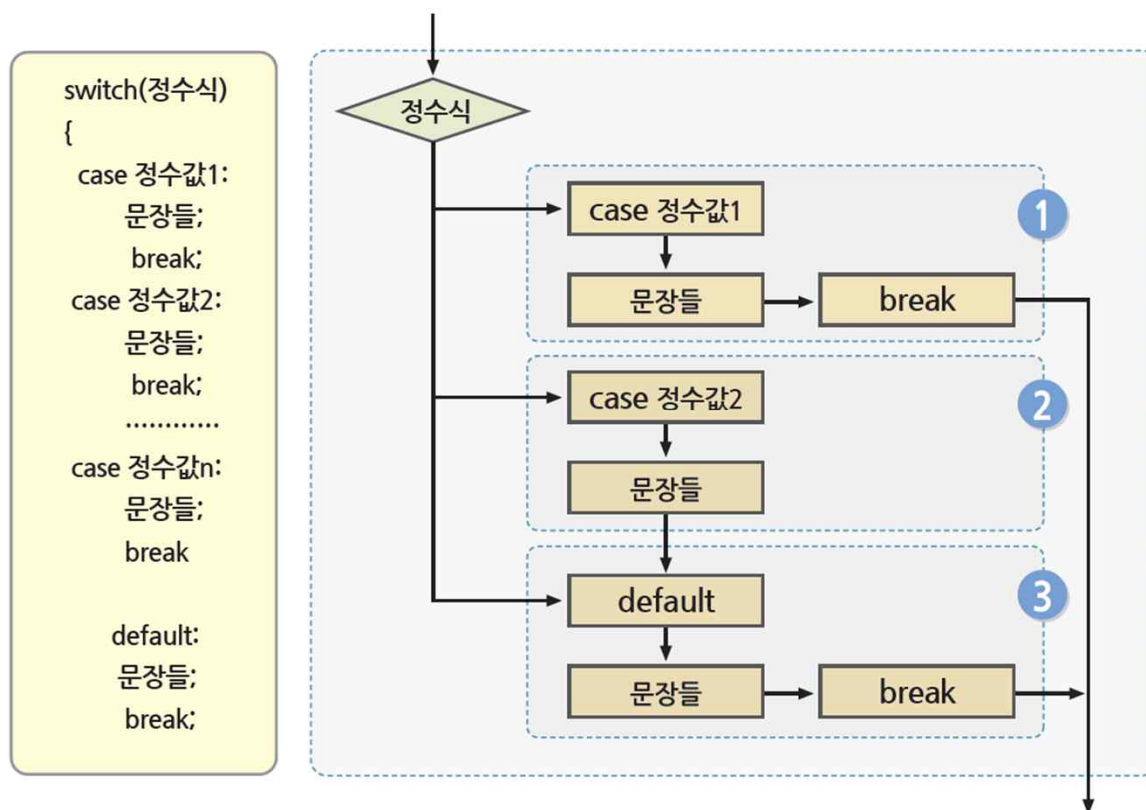 switch(정수식)
{
case 정수값1:
문장들;
break;
case 정수값2:
문장들;
break;
............
case 정수값n:
문장들;
break
default:
문장들;
break;
정수식
case 정수값1
1
문장들
break
case 정수값2
2
문장들
default
3
문장들
break